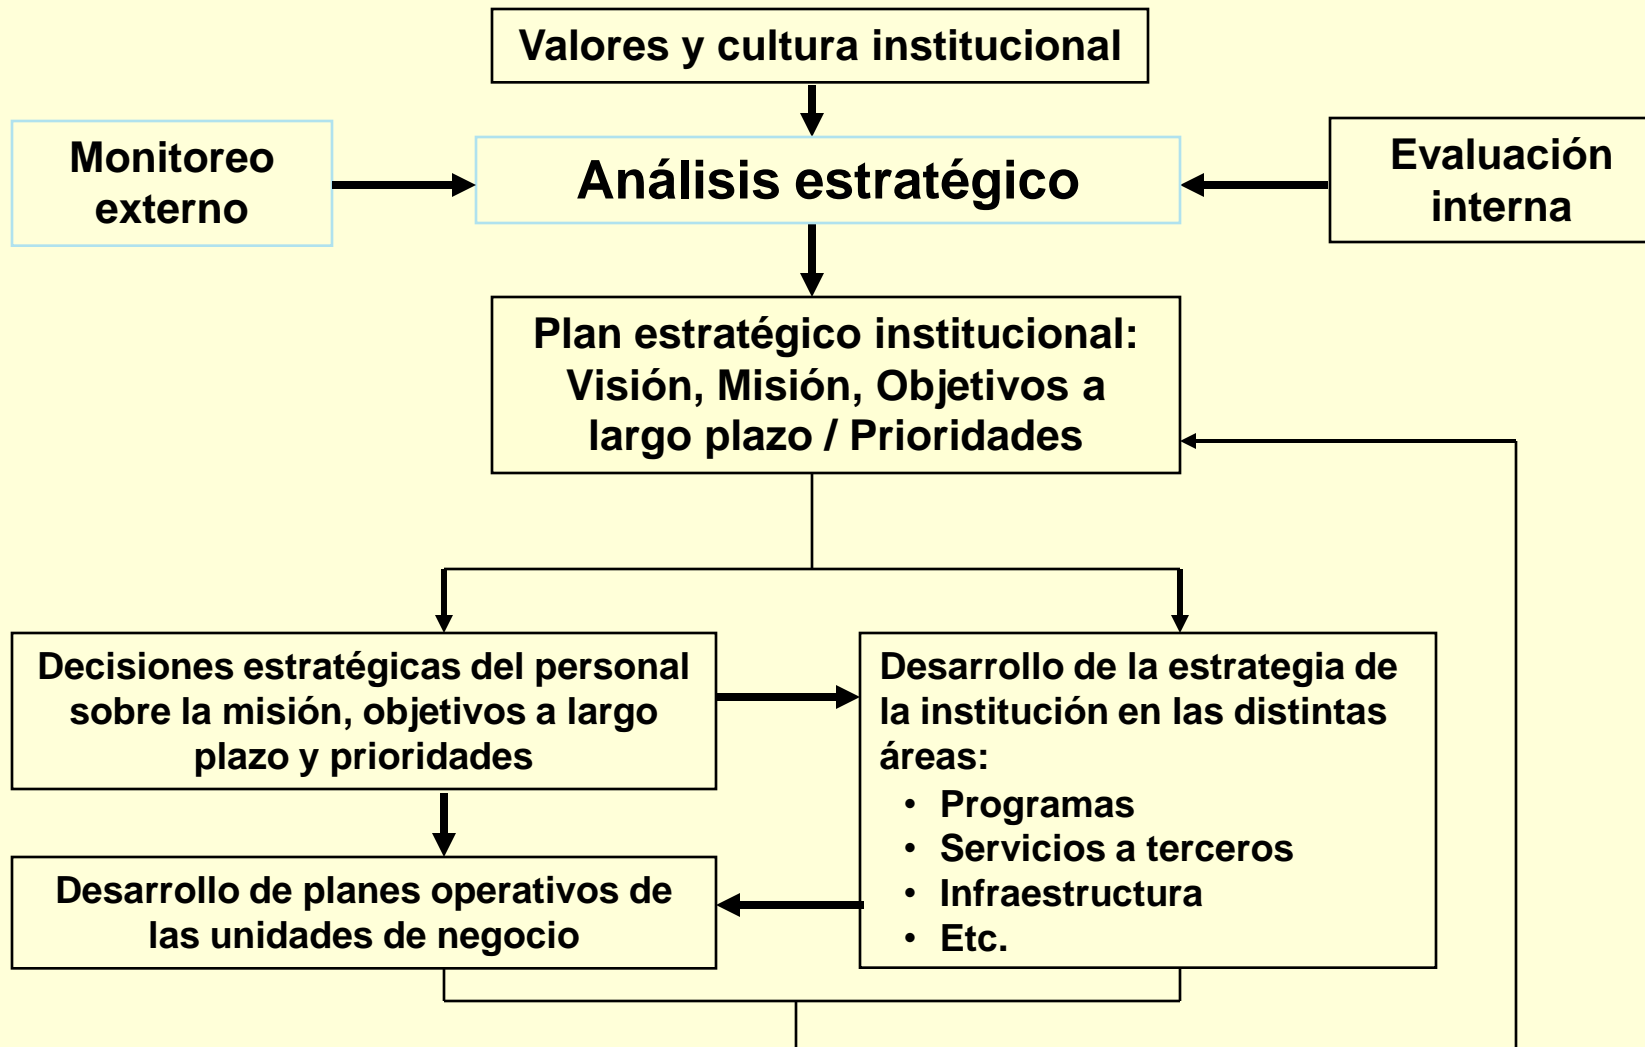 Valores y cultura institucional
Monitoreo
externo
Análisis estratégico
Evaluación
interna
Plan estratégico institucional:
Visión, Misión, Objetivos a
largo plazo / Prioridades
Decisiones estratégicas del personal
sobre la misión, objetivos a largo
plazo y prioridades
Desarrollo de la estrategia de
la institución en las distintas
áreas:
• Programas
• Servicios a terceros
• Infraestructura
• Etc.
Desarrollo de planes operativos de
las unidades de negocio